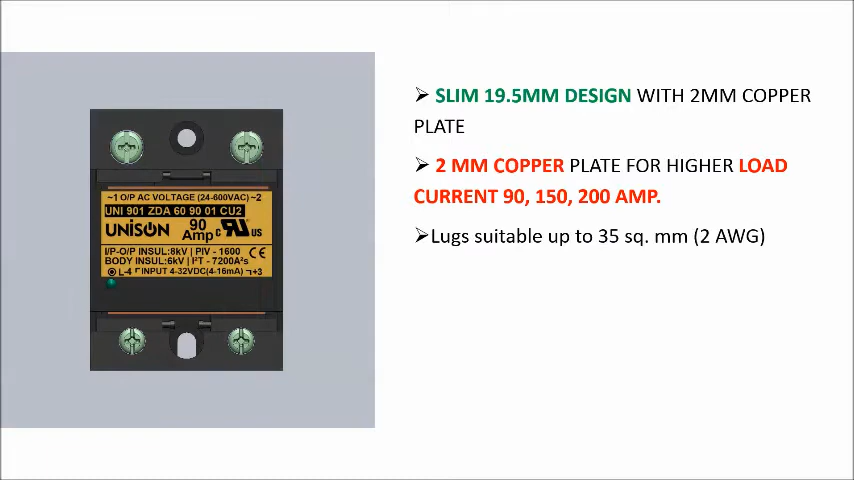 ~1 O/P AC VOLTAGE (24-600VAC) ~2
UNI 901 ZDA 60 90 01 CU2
UNISON 90 Amp c RU US
I/P-O/P INSUL:8kV | PIV - 1600 CE
BODY INSUL:6kV | I²T - 7200A²s
L-4 INPUT 4-32VDC(4-16mA) +3
➢ SLIM 19.5MM DESIGN WITH 2MM COPPER
PLATE
➢ 2 MM COPPER PLATE FOR HIGHER LOAD
CURRENT 90, 150, 200 AMP.
➢Lugs suitable up to 35 sq. mm (2 AWG)